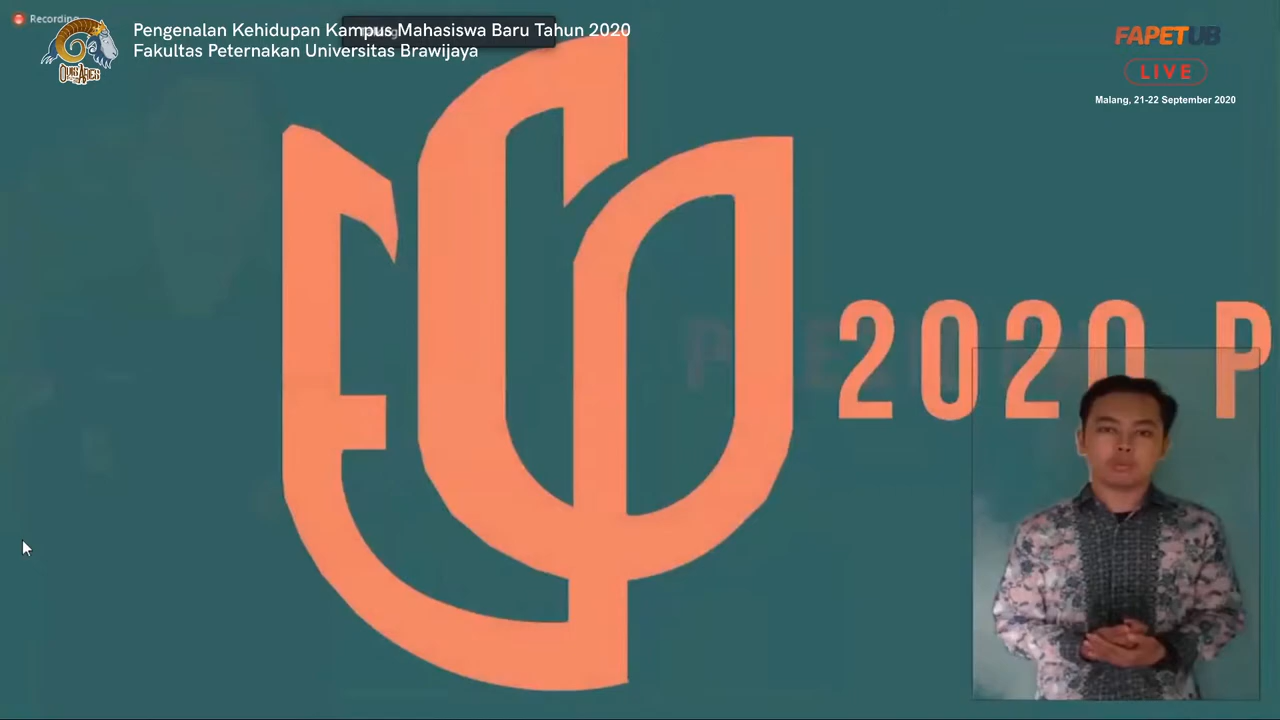 Recording
Pengenalan Kehidupan Kampus Mahasiswa Baru Tahun 2020
Fakultas Peternakan Universitas Brawijaya
FAPETUB
LIVE
Malang, 21-22 September 2020
2020 P